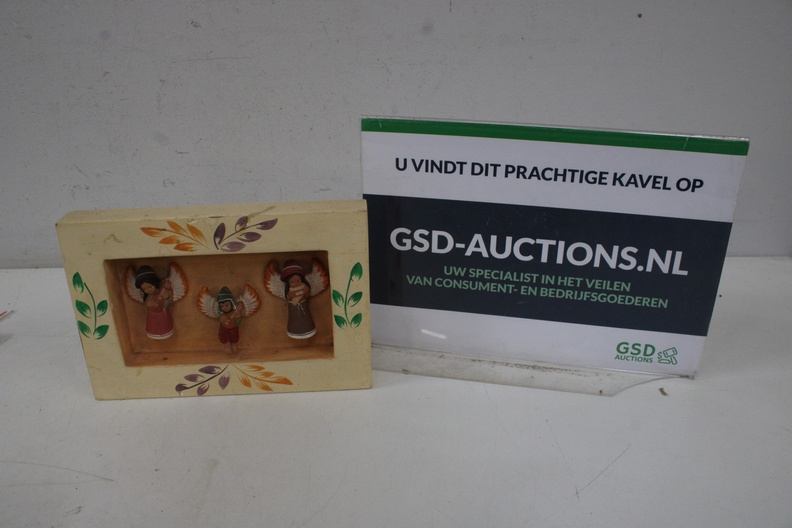 U VINDT DIT PRACHTIGE KAVEL OP
GSD-AUCTIONS.NL
UW SPECIALIST IN HET VEILEN
VAN CONSUMENT- EN BEDRIJFSGOEDEREN
GSD
AUCTIONS